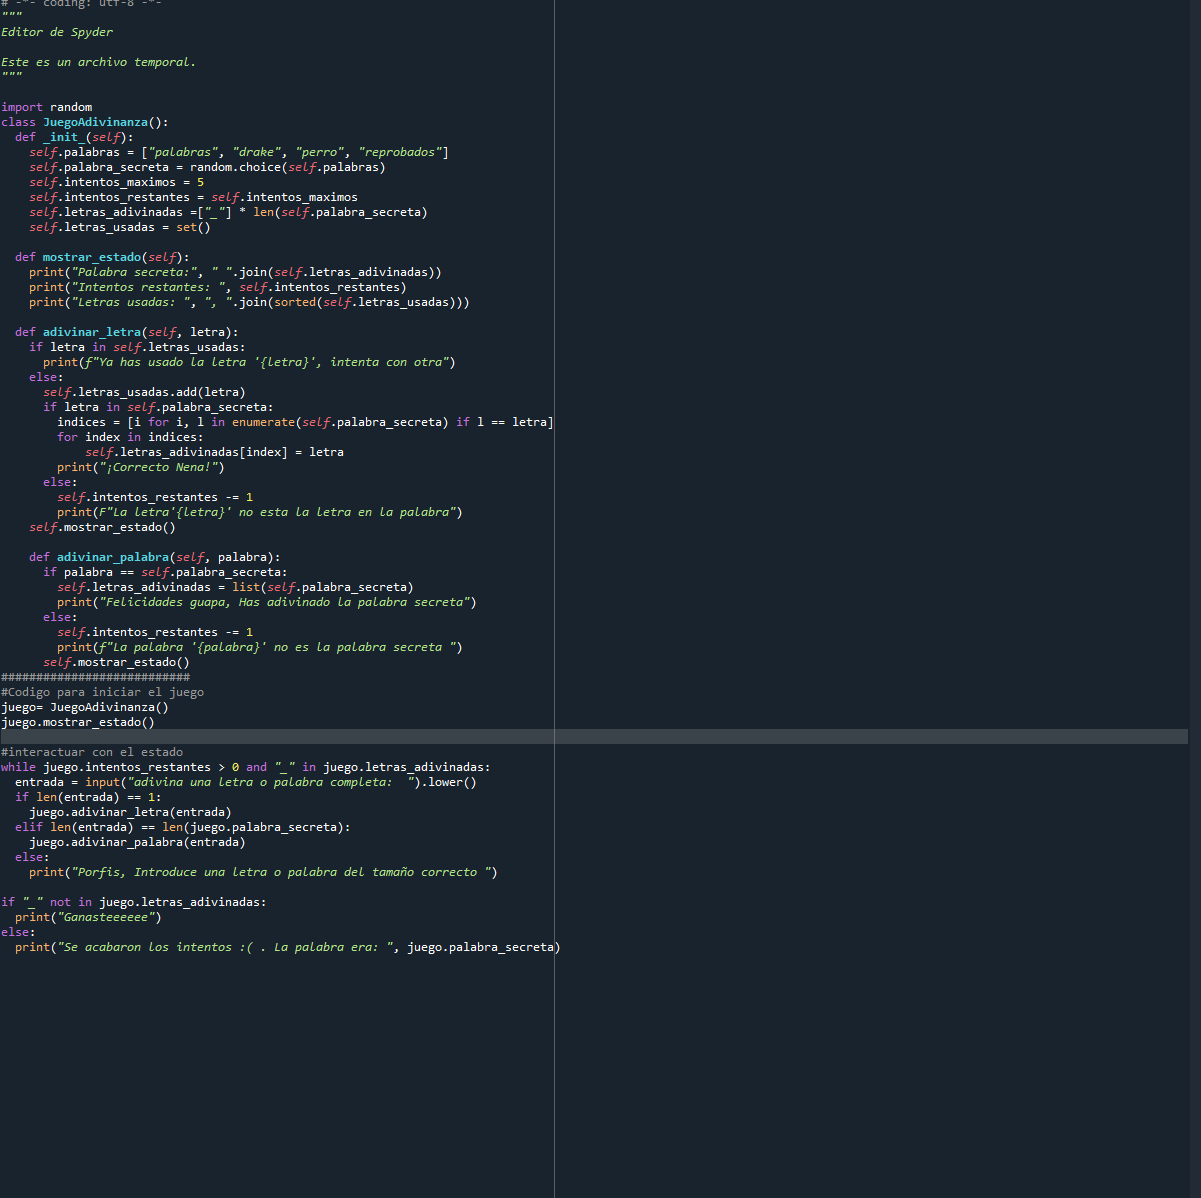 # -*- coding: utf-8 -*-
"""
Editor de Spyder

Este es un archivo temporal.
"""

import random
class JuegoAdivinanza():
  def _init_(self):
    self.palabras = ["palabras", "drake", "perro", "reprobados"]
    self.palabra_secreta = random.choice(self.palabras)
    self.intentos_maximos = 5
    self.intentos_restantes = self.intentos_maximos
    self.letras_adivinadas =["_"] * len(self.palabra_secreta)
    self.letras_usadas = set()

  def mostrar_estado(self):
    print("Palabra secreta:", " ".join(self.letras_adivinadas))
    print("Intentos restantes: ", self.intentos_restantes)
    print("Letras usadas: ", ", ".join(sorted(self.letras_usadas)))

  def adivinar_letra(self, letra):
    if letra in self.letras_usadas:
      print(f"Ya has usado la letra '{letra}', intenta con otra")
    else:
      self.letras_usadas.add(letra)
      if letra in self.palabra_secreta:
        indices = [i for i, l in enumerate(self.palabra_secreta) if l == letra]
        for index in indices:
            self.letras_adivinadas[index] = letra
        print("¡Correcto Nena!")
      else:
        self.intentos_restantes -= 1
        print(F"La letra'{letra}' no esta la letra en la palabra")
    self.mostrar_estado()

    def adivinar_palabra(self, palabra):
      if palabra == self.palabra_secreta:
        self.letras_adivinadas = list(self.palabra_secreta)
        print("Felicidades guapa, Has adivinado la palabra secreta")
      else:
        self.intentos_restantes -= 1
        print(f"La palabra '{palabra}' no es la palabra secreta ")
      self.mostrar_estado()
###########################
#Codigo para iniciar el juego
juego= JuegoAdivinanza()
juego.mostrar_estado()

#interactuar con el estado
while juego.intentos_restantes > 0 and "_" in juego.letras_adivinadas:
  entrada = input("adivina una letra o palabra completa:  ").lower()
  if len(entrada) == 1:
    juego.adivinar_letra(entrada)
  elif len(entrada) == len(juego.palabra_secreta):
    juego.adivinar_palabra(entrada)
  else:
    print("Porfis, Introduce una letra o palabra del tamaño correcto ")

if "_" not in juego.letras_adivinadas:
  print("Ganasteeeeee")
else:
  print("Se acabaron los intentos :( . La palabra era: ", juego.palabra_secreta)